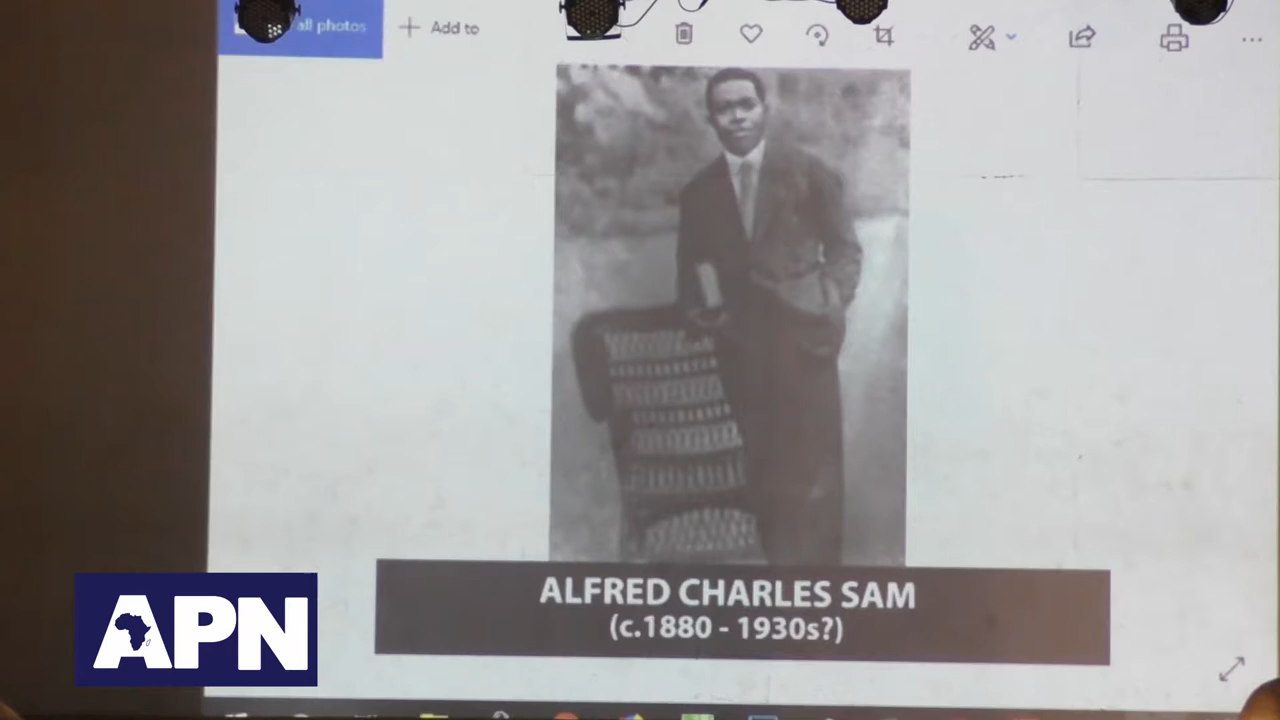 all photos
Add to
ALFRED CHARLES SAM
(c.1880 - 1930s?)
APN